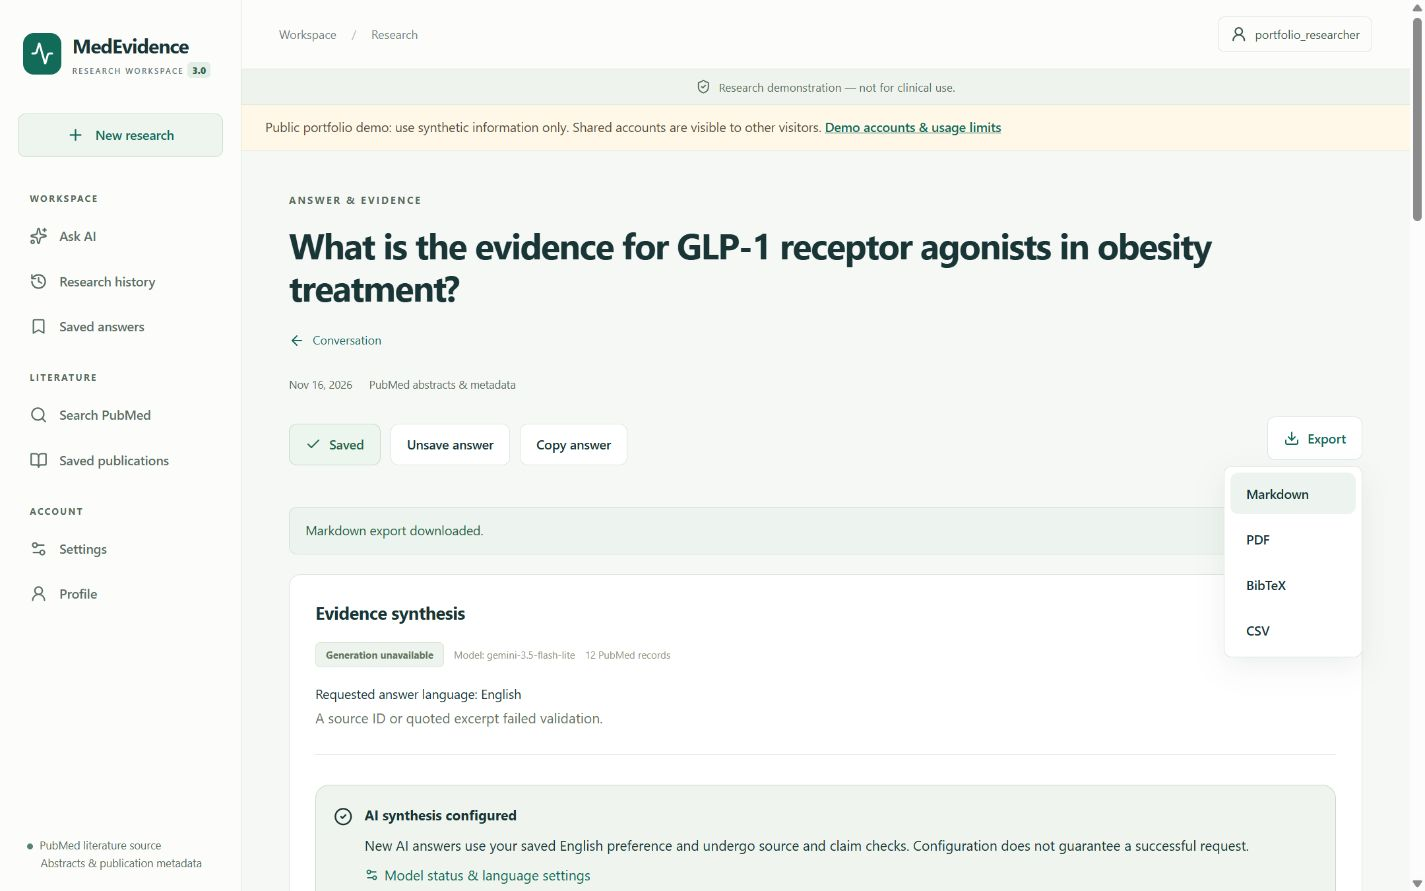 MedEvidence
RESEARCH WORKSPACE 3.0
New research
WORKSPACE
Ask AI
Research history
Saved answers
LITERATURE
Search PubMed
Saved publications
ACCOUNT
Settings
Profile
PubMed literature source
Abstracts & publication metadata
Workspace / Research
portfolio_researcher
Research demonstration — not for clinical use.
Public portfolio demo: use synthetic information only. Shared accounts are visible to other visitors. Demo accounts & usage limits
ANSWER & EVIDENCE
What is the evidence for GLP-1 receptor agonists in obesity
treatment?
Conversation
Nov 16, 2026 PubMed abstracts & metadata
Saved
Unsave answer
Copy answer
Export
Markdown
PDF
BibTeX
CSV
Markdown export downloaded.
Evidence synthesis
Generation unavailable Model: gemini-3.5-flash-lite 12 PubMed records
Requested answer language: English
A source ID or quoted excerpt failed validation.
AI synthesis configured
New AI answers use your saved English preference and undergo source and claim checks. Configuration does not guarantee a successful request.
Model status & language settings